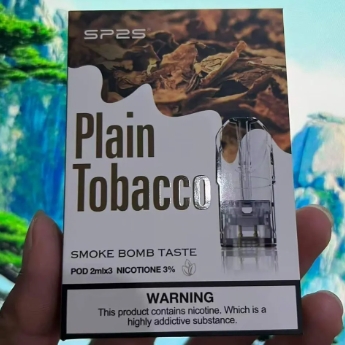 SP2S
Plain
Tobacco
SMOKE BOMB TASTE
POD 2mlx3 NICOTIONE 3%
WARNING
This product contains nicotine. Which is a
highly addictive substance.